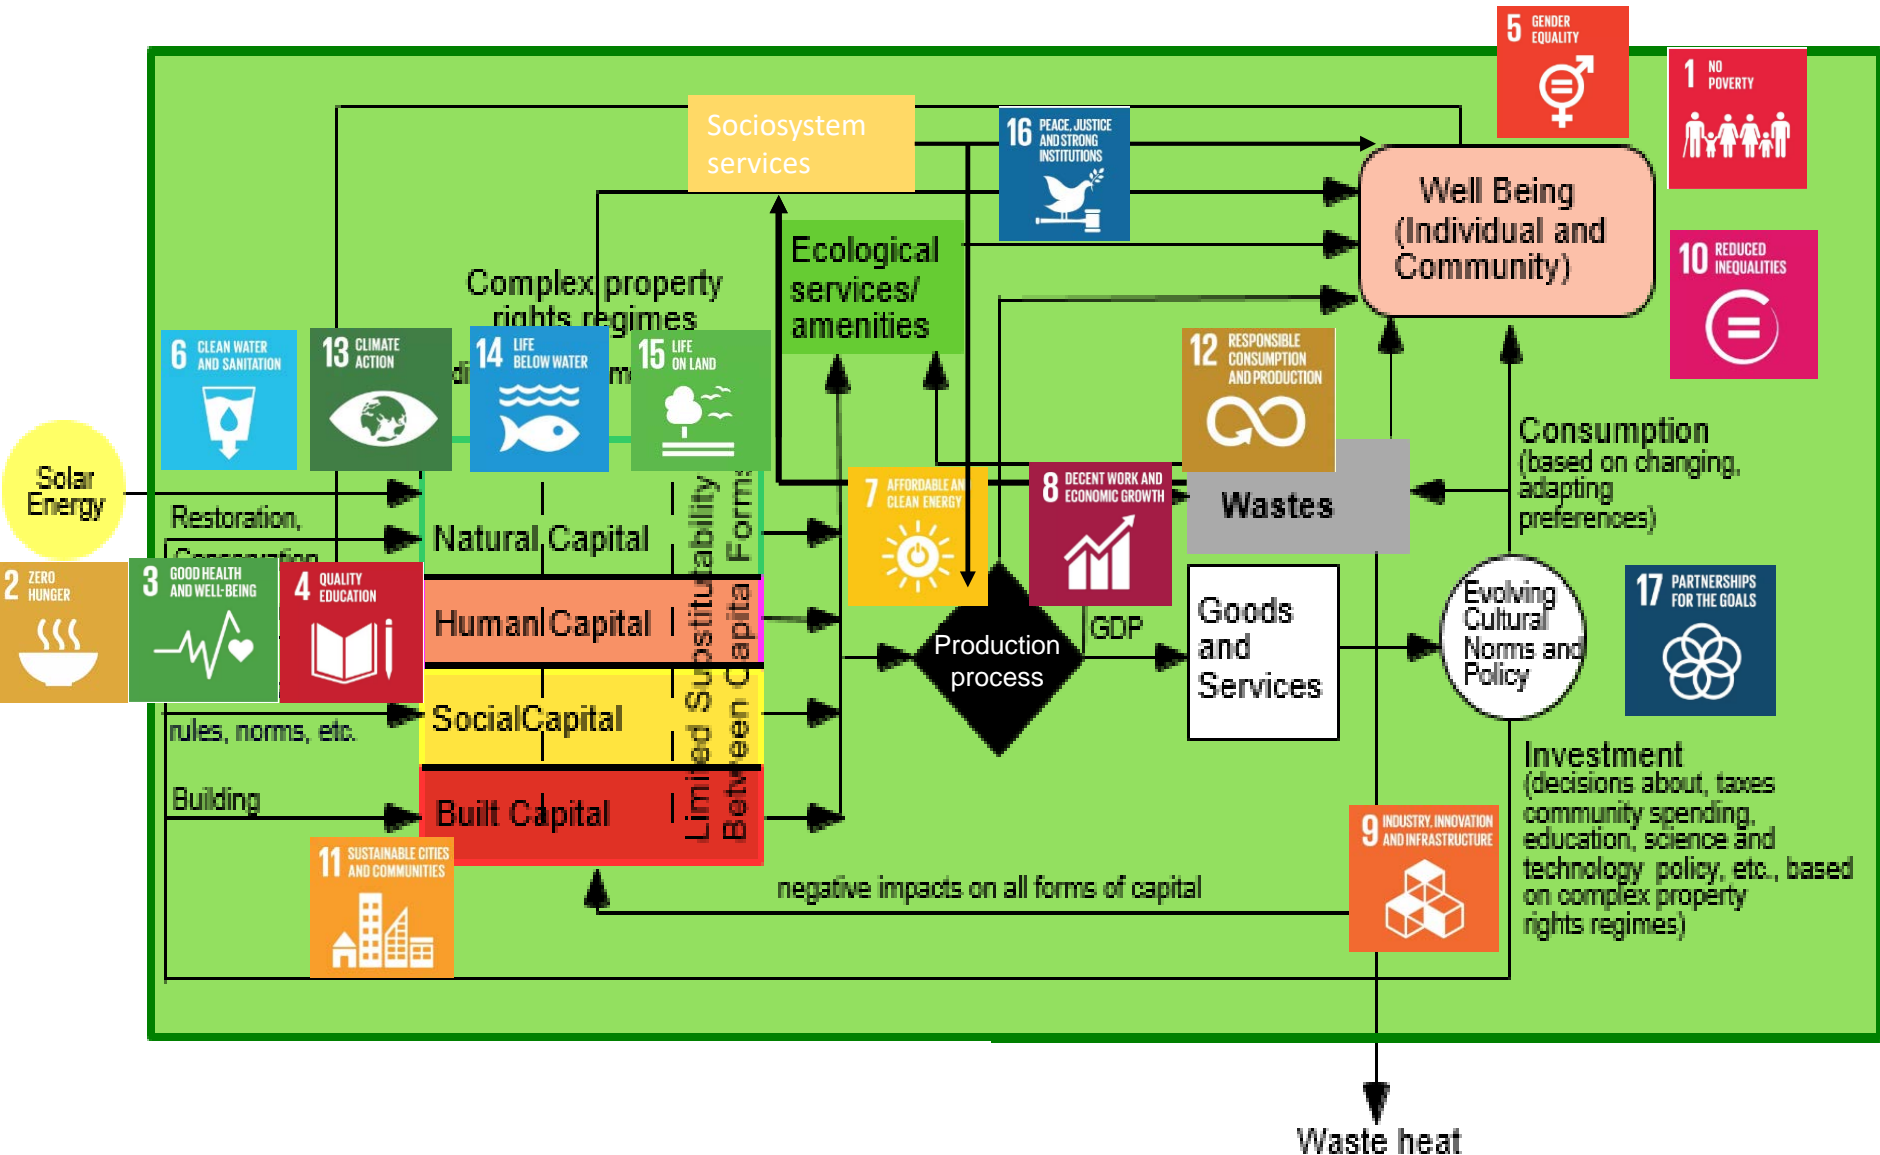 5 GENDER
EQUALITY
1 NO
POVERTY
Sociosystem
services
16 PEACE, JUSTICE
AND STRONG
INSTITUTIONS
Well Being
(Individual and
Community)
Ecological
services/
amenities
10 REDUCED
INEQUALITIES
Complex property
rights regimes
6 CLEAN WATER
AND SANITATION
13 CLIMATE
ACTION
14 LIFE
BELOW WATER
15 LIFE
ON LAND
12 RESPONSIBLE
CONSUMPTION
AND PRODUCTION
Solar
Energy
Consumption
(based on changing,
adapting
preferences)
7 AFFORDABLE AND
CLEAN ENERGY
8 DECENT WORK AND
ECONOMIC GROWTH
Wastes
Restoration,
Conservation
Natural Capital
Human Capital
Social Capital
Built Capital
Limited Substitutability
Between Capital Forms
2 ZERO
HUNGER
3 GOOD HEALTH
AND WELL-BEING
4 QUALITY
EDUCATION
rules, norms, etc.
Building
Production
process
GDP
Goods
and
Services
Evolving
Cultural
Norms and
Policy
17 PARTNERSHIPS
FOR THE GOALS
Investment
(decisions about, taxes
community spending,
education, science and
technology policy, etc., based
on complex property
rights regimes)
9 INDUSTRY, INNOVATION
AND INFRASTRUCTURE
11 SUSTAINABLE CITIES
AND COMMUNITIES
negative impacts on all forms of capital
Waste heat